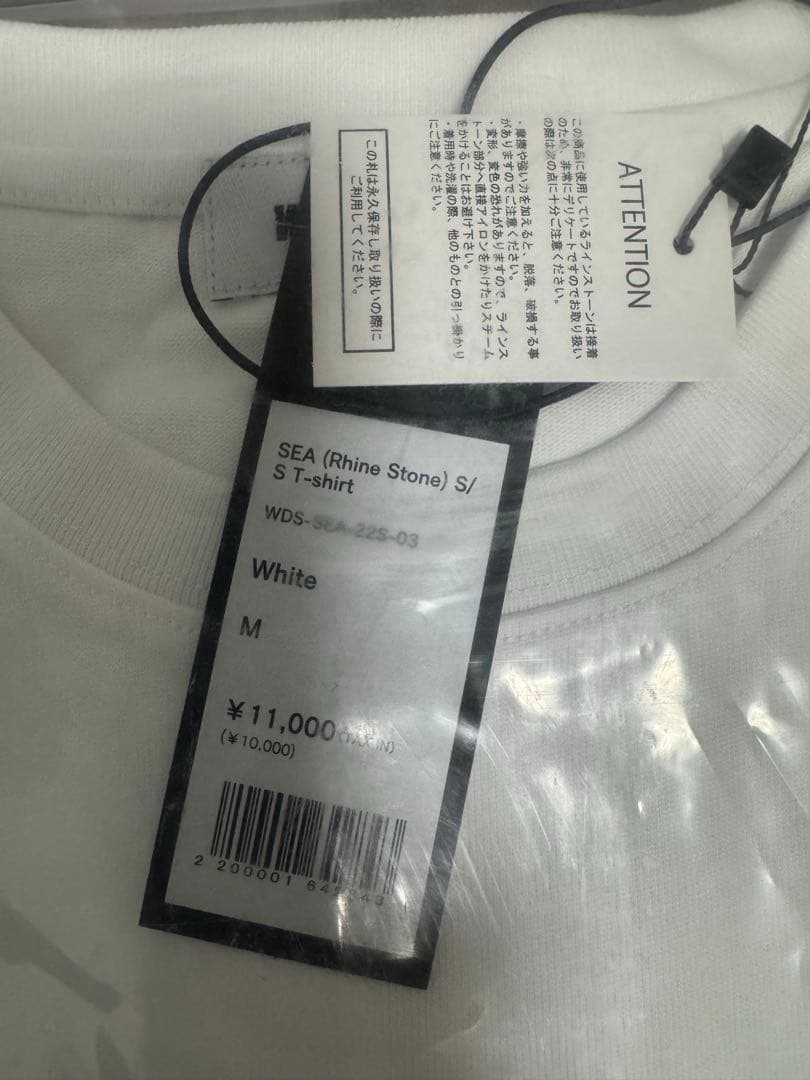 ATTENTION
この商品に使用しているラインストーンは接着
のため、非常にデリケートですのでお取り扱い
の際は次の点に十分ご注意ください。
・摩擦や強い力を加えると、脱落、破損する事
がありますのでご注意ください。
・変形、変色の恐れがありますので、ラインス
トーン部分へ直接アイロンをかけたりスチーム
をかけることはお避け下さい。
・着用時や洗濯の際、他のものとの引っ掛かり
にご注意ください。
この札は永久保存し取り扱いの際に
ご利用してください。
SEA (Rhine Stone) S/
S T-shirt
WDS-SEA-22S-03
White
M
¥11,000(TAX IN)
(¥10,000)
2 200001